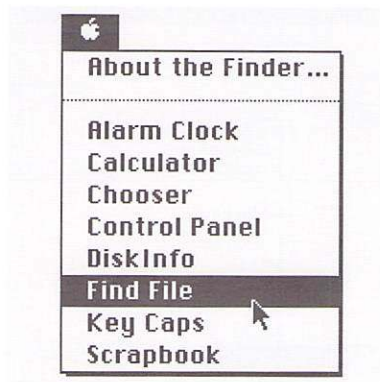 About the Finder...
Alarm Clock
Calculator
Chooser
Control Panel
DiskInfo
Find File
Key Caps
Scrapbook